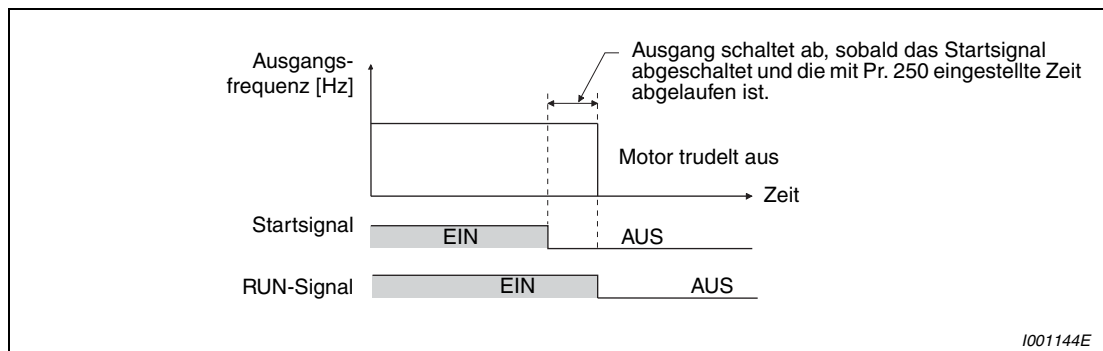 Ausgangs-
frequenz [Hz]
Ausgang schaltet ab, sobald das Startsignal
abgeschaltet und die mit Pr. 250 eingestellte Zeit
abgelaufen ist.
Motor trudelt aus
Zeit
Startsignal
EIN
AUS
RUN-Signal
EIN
AUS
I001144E